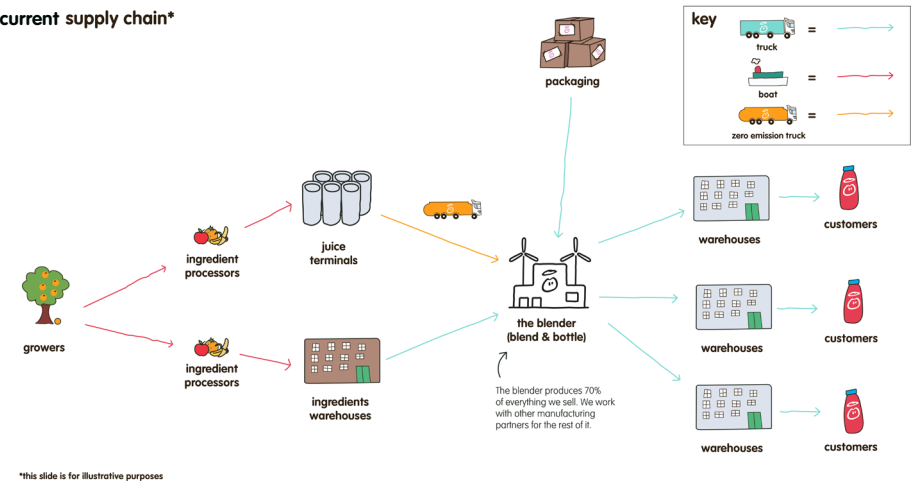 current supply chain*
key
truck
=
boat
=
zero emission truck
=
packaging
growers
ingredient
processors
ingredient
processors
juice
terminals
ingredients
warehouses
the blender
(blend & bottle)
The blender produces 70%
of everything we sell. We work
with other manufacturing
partners for the rest of it.
warehouses
customers
warehouses
customers
warehouses
customers
*this slide is for illustrative purposes